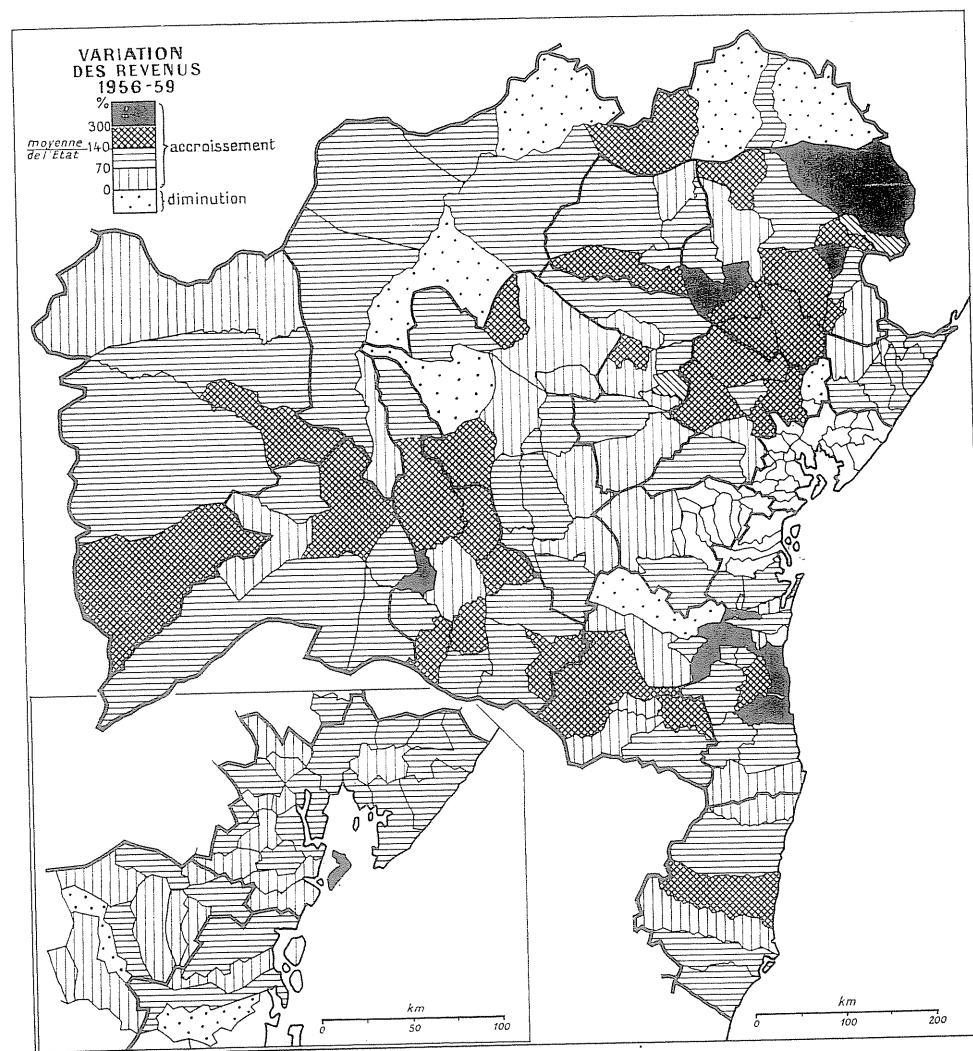 VARIATION
DES REVENUS
1956-59
%
300
moyenne
de l'Etat
140
accroissement
70
0
diminution
km
0 50 100
km
0 100 200